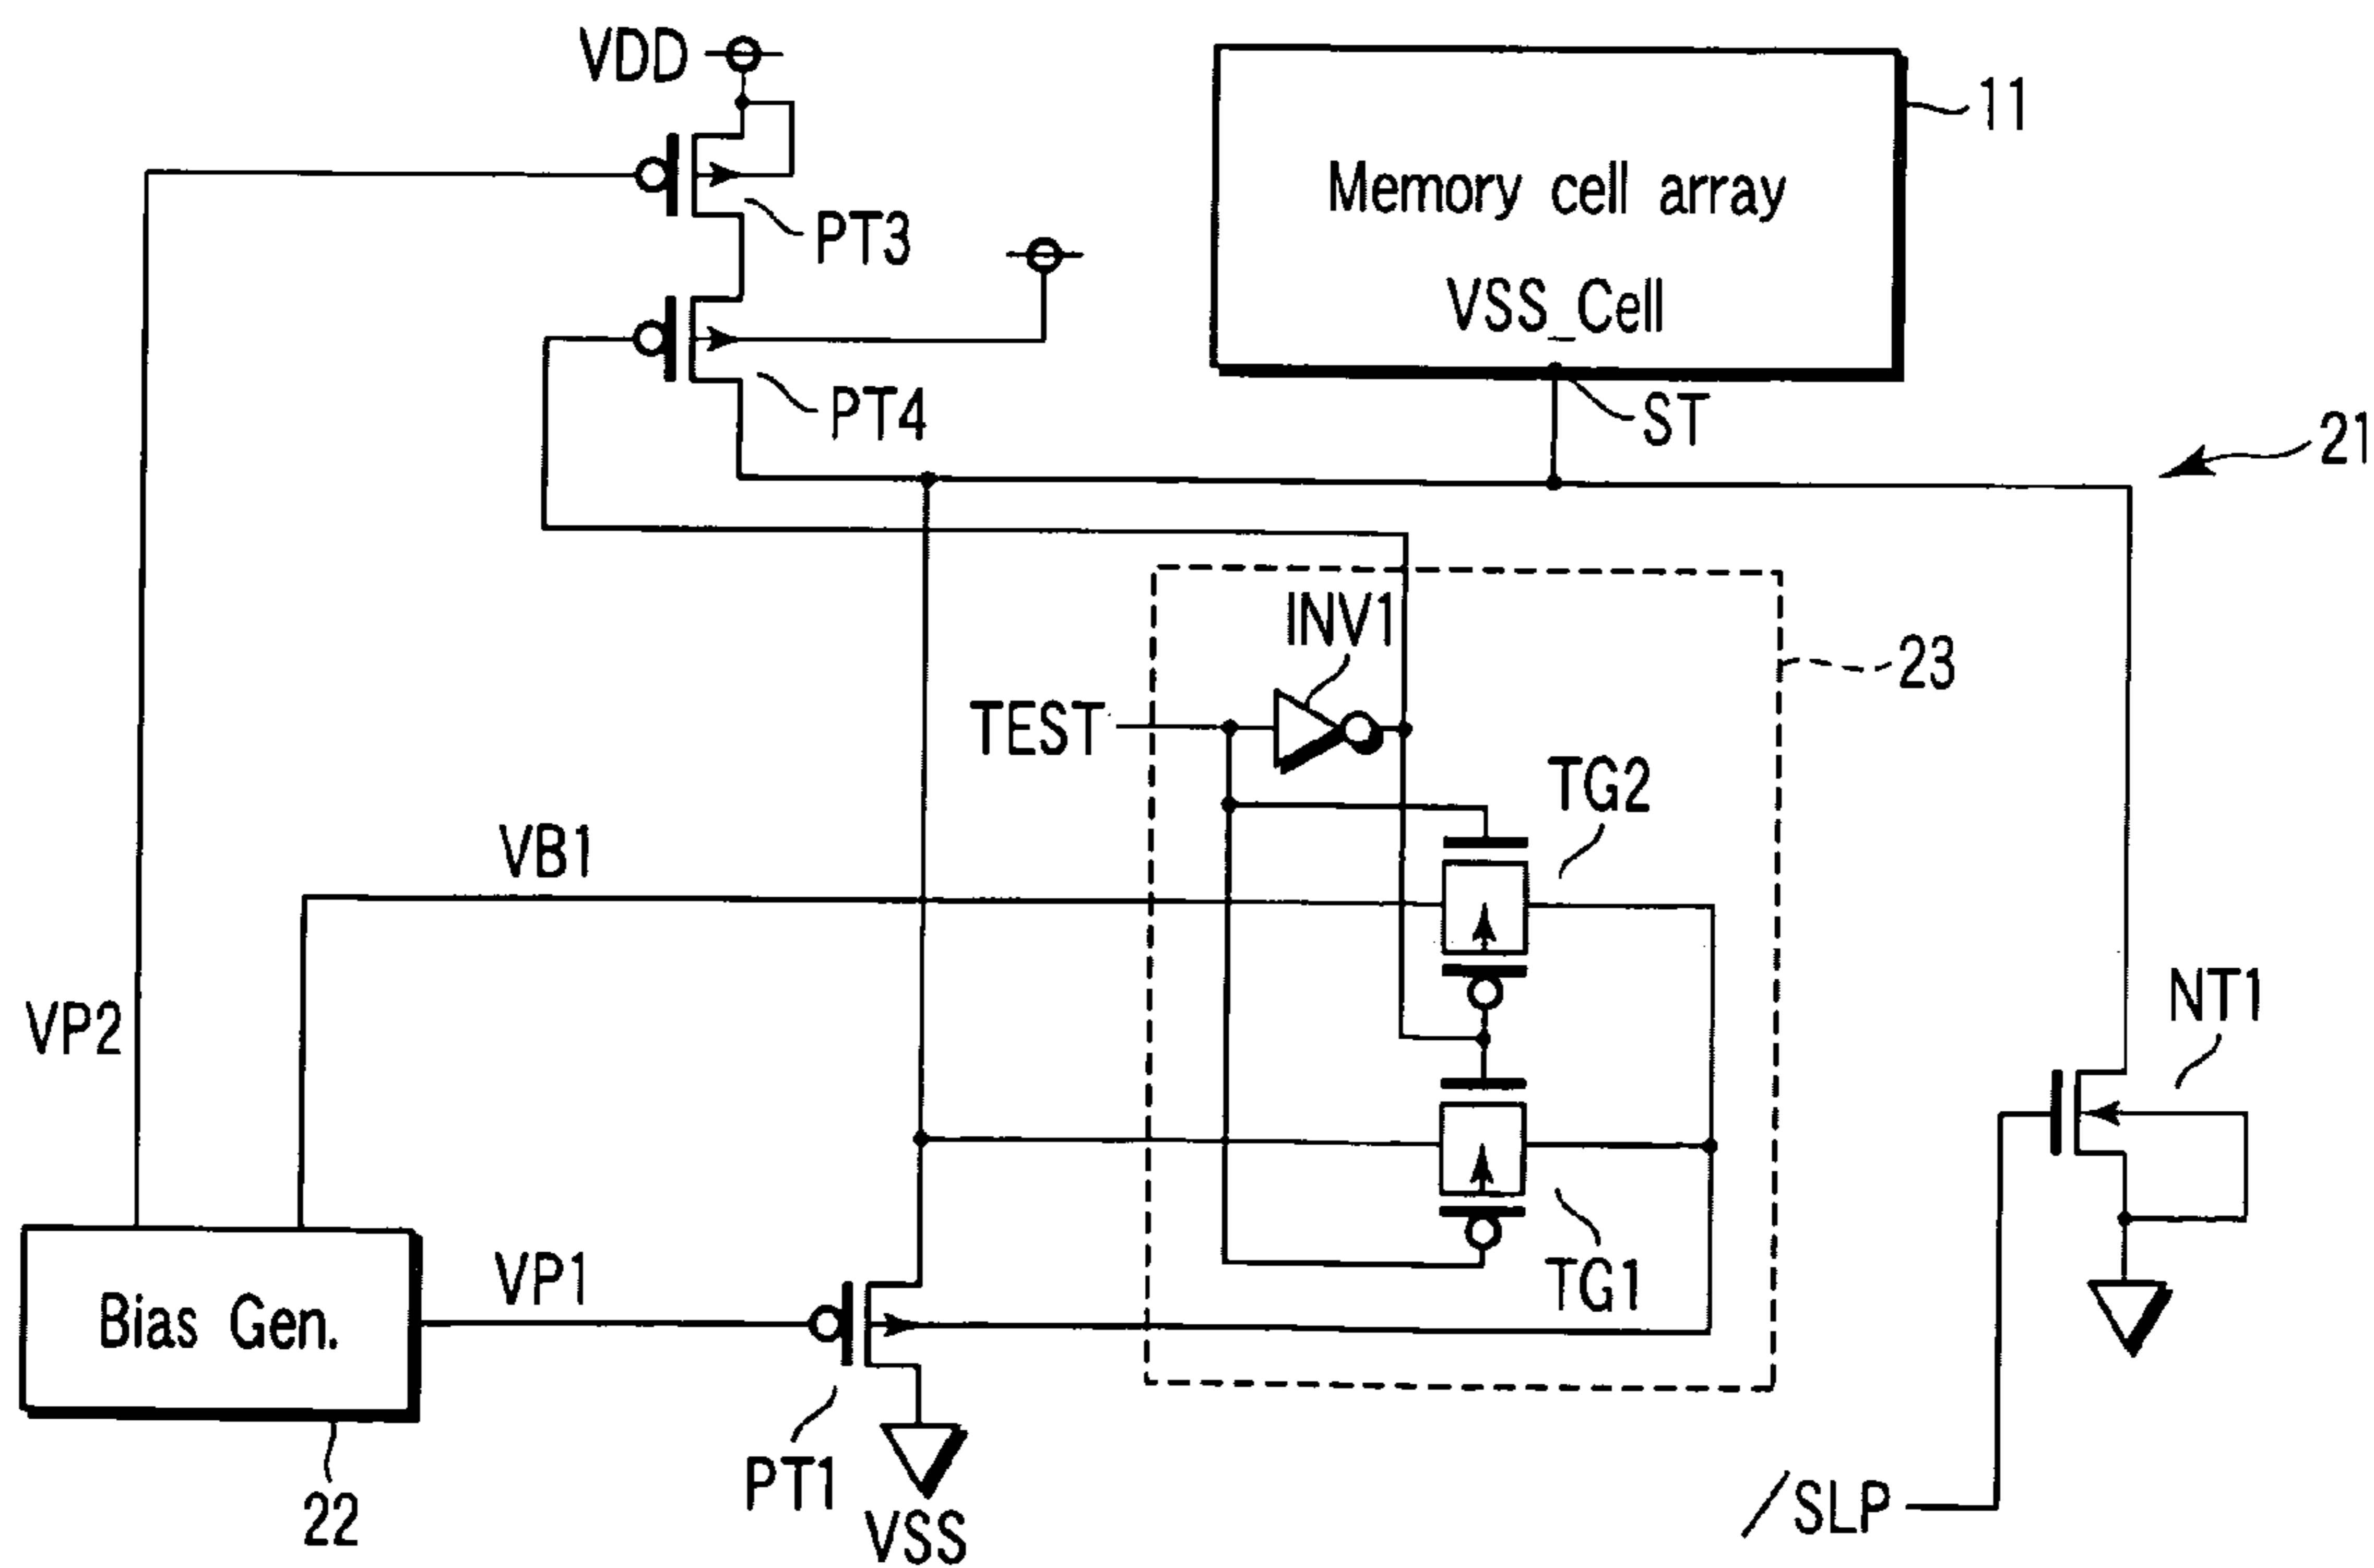 VDD
11
Memory cell array
PT3
VSS_Cell
PT4
ST
21
INV1
23
TEST
TG2
VB1
NT1
VP2
VP1
TG1
Bias Gen.
PT1
/SLP
22
VSS